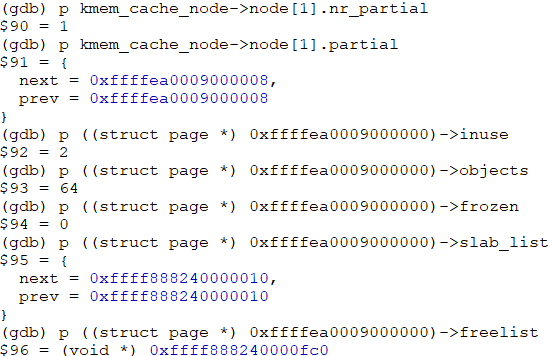 (gdb) p kmem_cache_node->node[1].nr_partial
$90 = 1
(gdb) p kmem_cache_node->node[1].partial
$91 = {
  next = 0xffffea0009000008,
  prev = 0xffffea0009000008
}
(gdb) p ((struct page *) 0xffffea0009000000)->inuse
$92 = 2
(gdb) p ((struct page *) 0xffffea0009000000)->objects
$93 = 64
(gdb) p ((struct page *) 0xffffea0009000000)->frozen
$94 = 0
(gdb) p ((struct page *) 0xffffea0009000000)->slab_list
$95 = {
  next = 0xffff888240000010,
  prev = 0xffff888240000010
}
(gdb) p ((struct page *) 0xffffea0009000000)->freelist
$96 = (void *) 0xffff888240000fc0